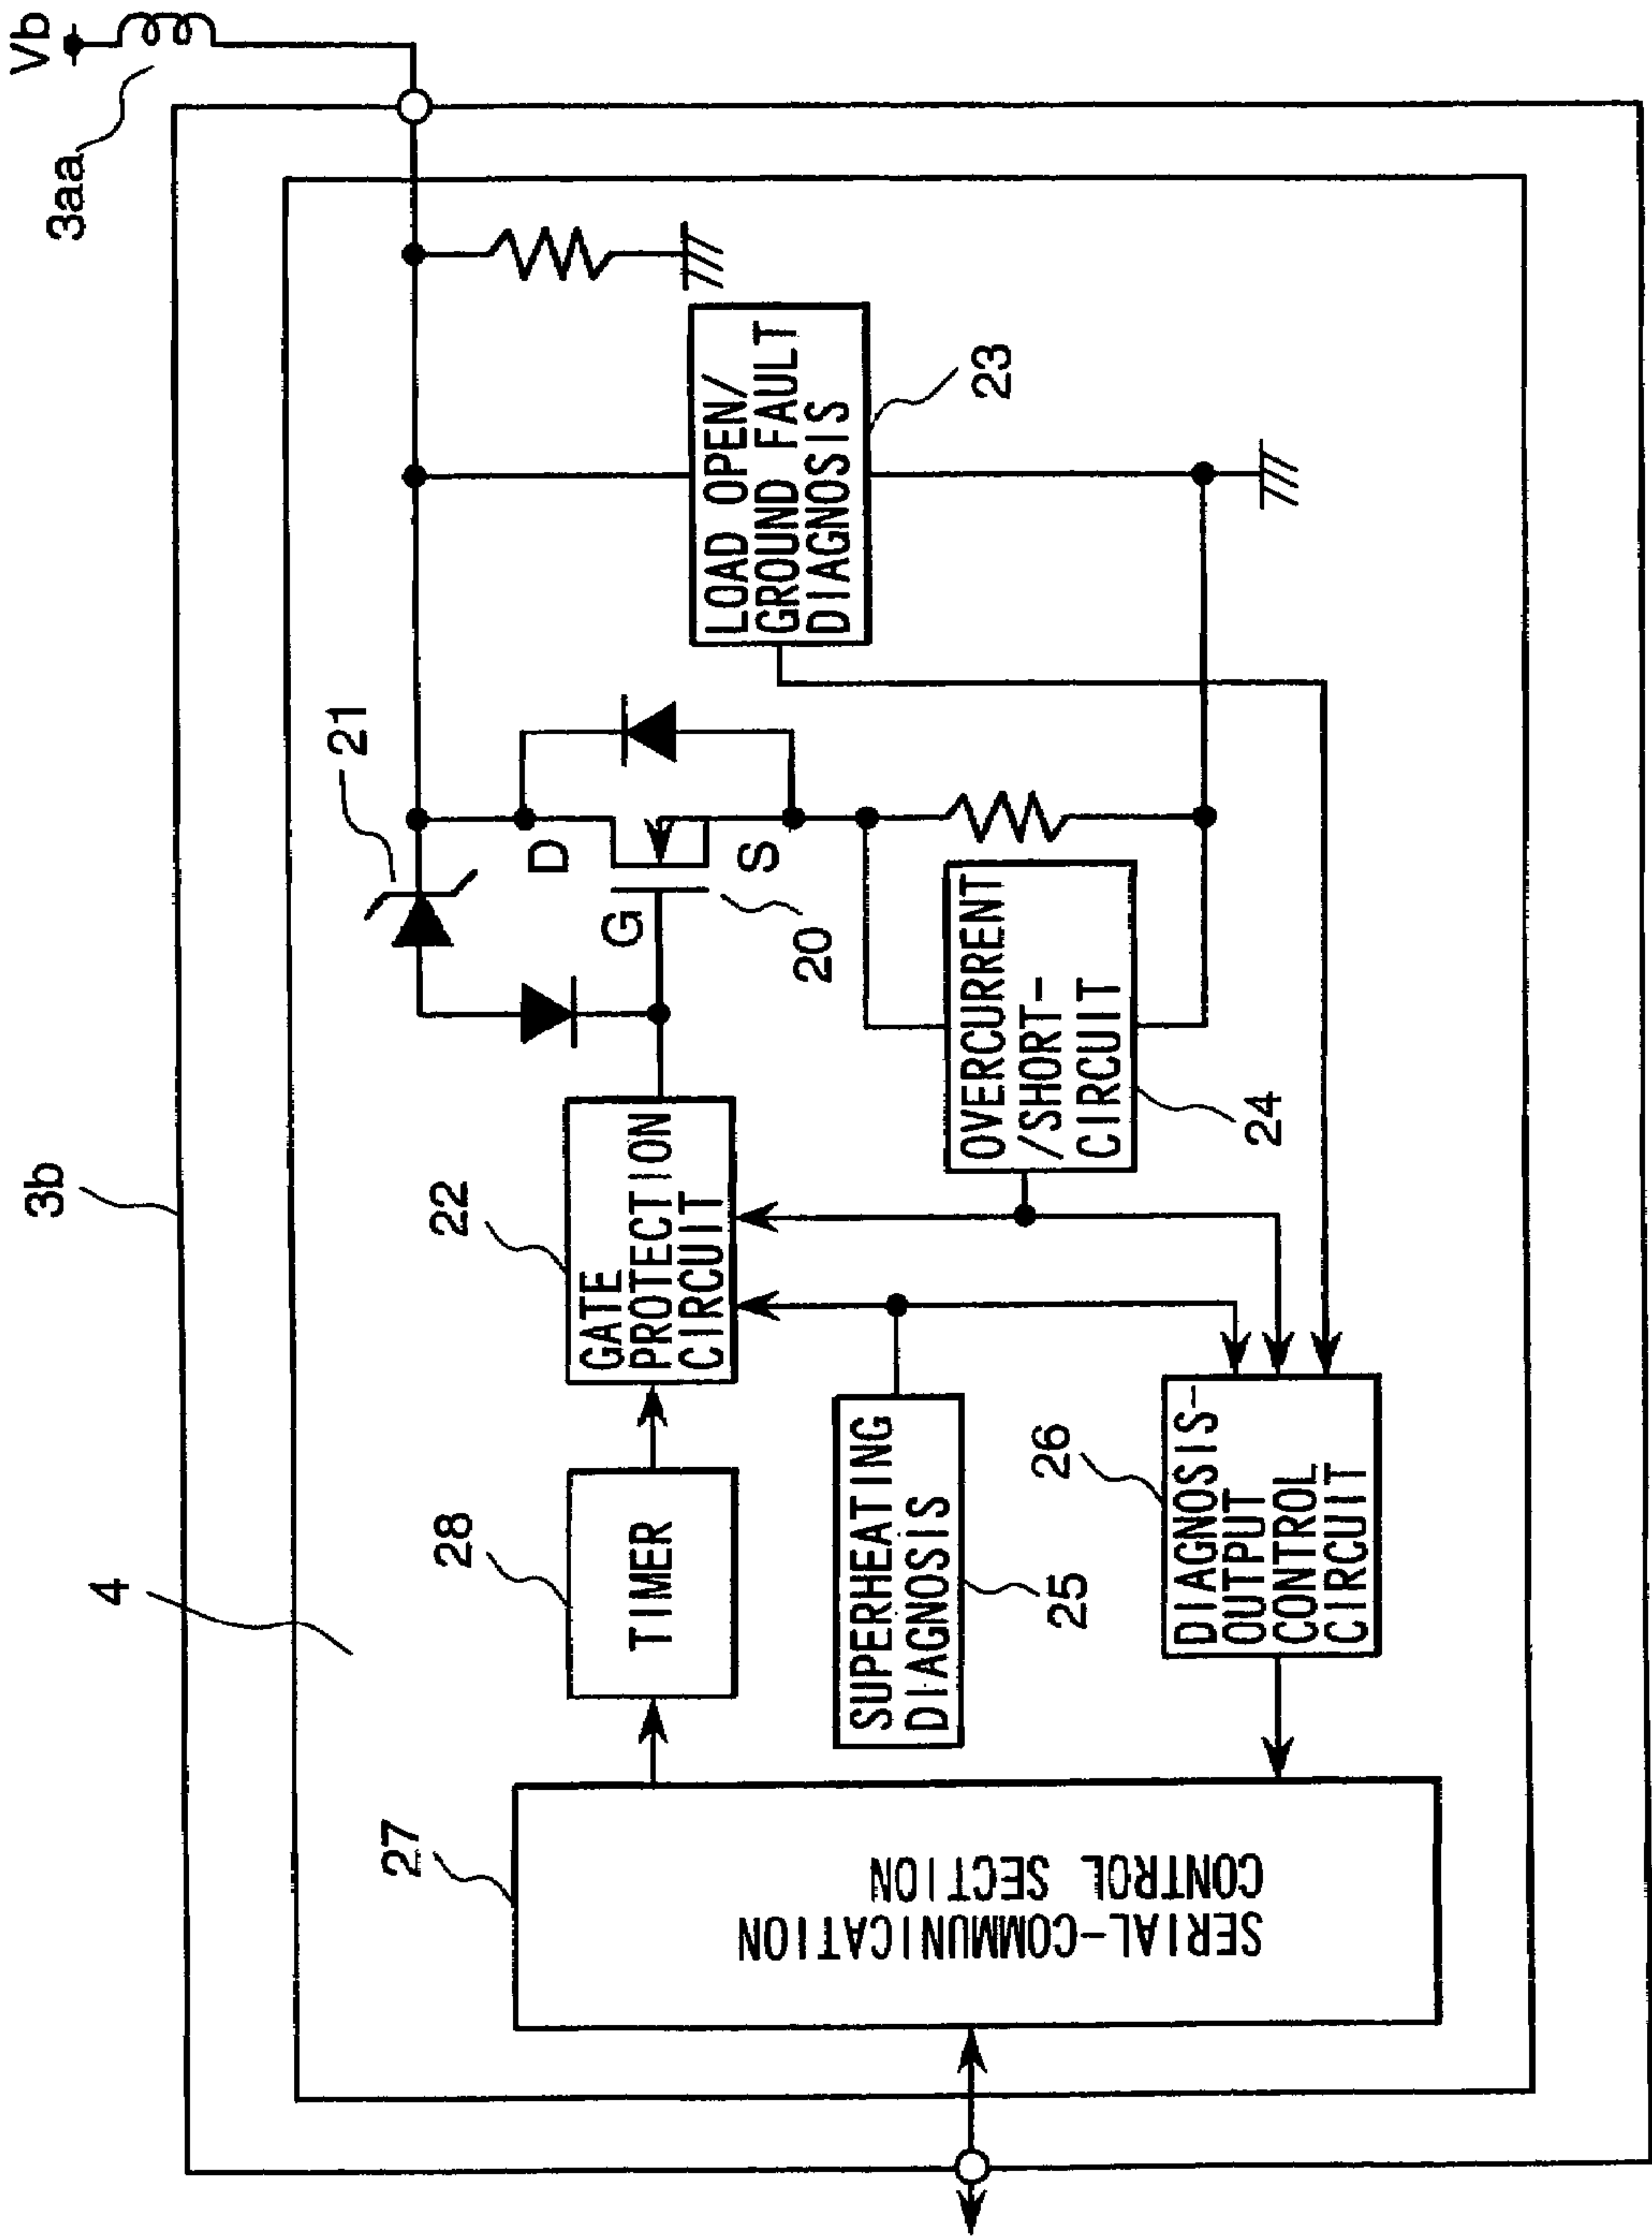 3b
4
Vb
3aa
21
27
28
22
SERIAL-COMMUNICATION
CONTROL SECTION
TIMER
GATE
PROTECTION
CIRCUIT
G
D
S
20
LOAD OPEN/
GROUND FAULT
DIAGNOSIS
23
SUPERHEATING
DIAGNOSIS
25
OVERCURRENT
/SHORT-
CIRCUIT
24
26
DIAGNOSIS-
OUTPUT
CONTROL
CIRCUIT